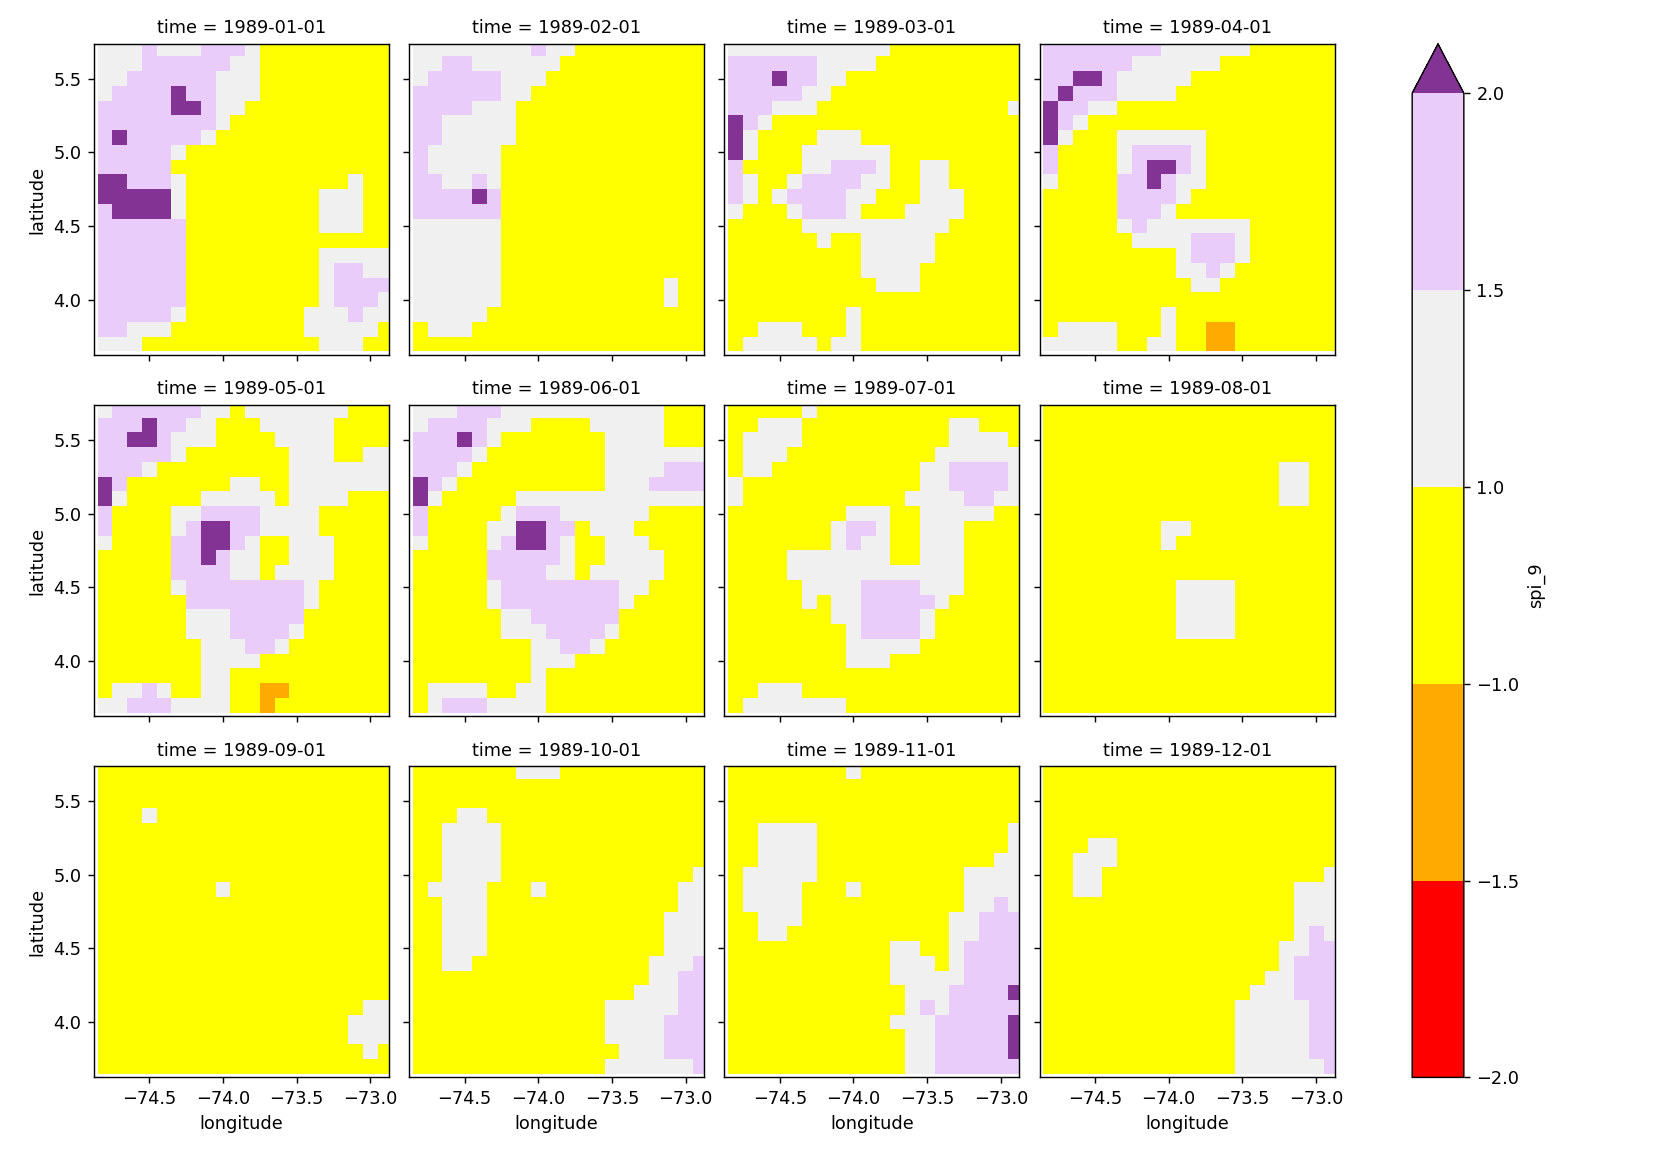 time = 1989-01-01
time = 1989-02-01
time = 1989-03-01
time = 1989-04-01
latitude
5.5
5.0
4.5
4.0
time = 1989-05-01
time = 1989-06-01
time = 1989-07-01
time = 1989-08-01
latitude
5.5
5.0
4.5
4.0
time = 1989-09-01
time = 1989-10-01
time = 1989-11-01
time = 1989-12-01
latitude
5.5
5.0
4.5
4.0
−74.5 −74.0 −73.5 −73.0
longitude
−74.5 −74.0 −73.5 −73.0
longitude
−74.5 −74.0 −73.5 −73.0
longitude
−74.5 −74.0 −73.5 −73.0
longitude
2.0
1.5
1.0
−1.0
−1.5
−2.0
spi_9